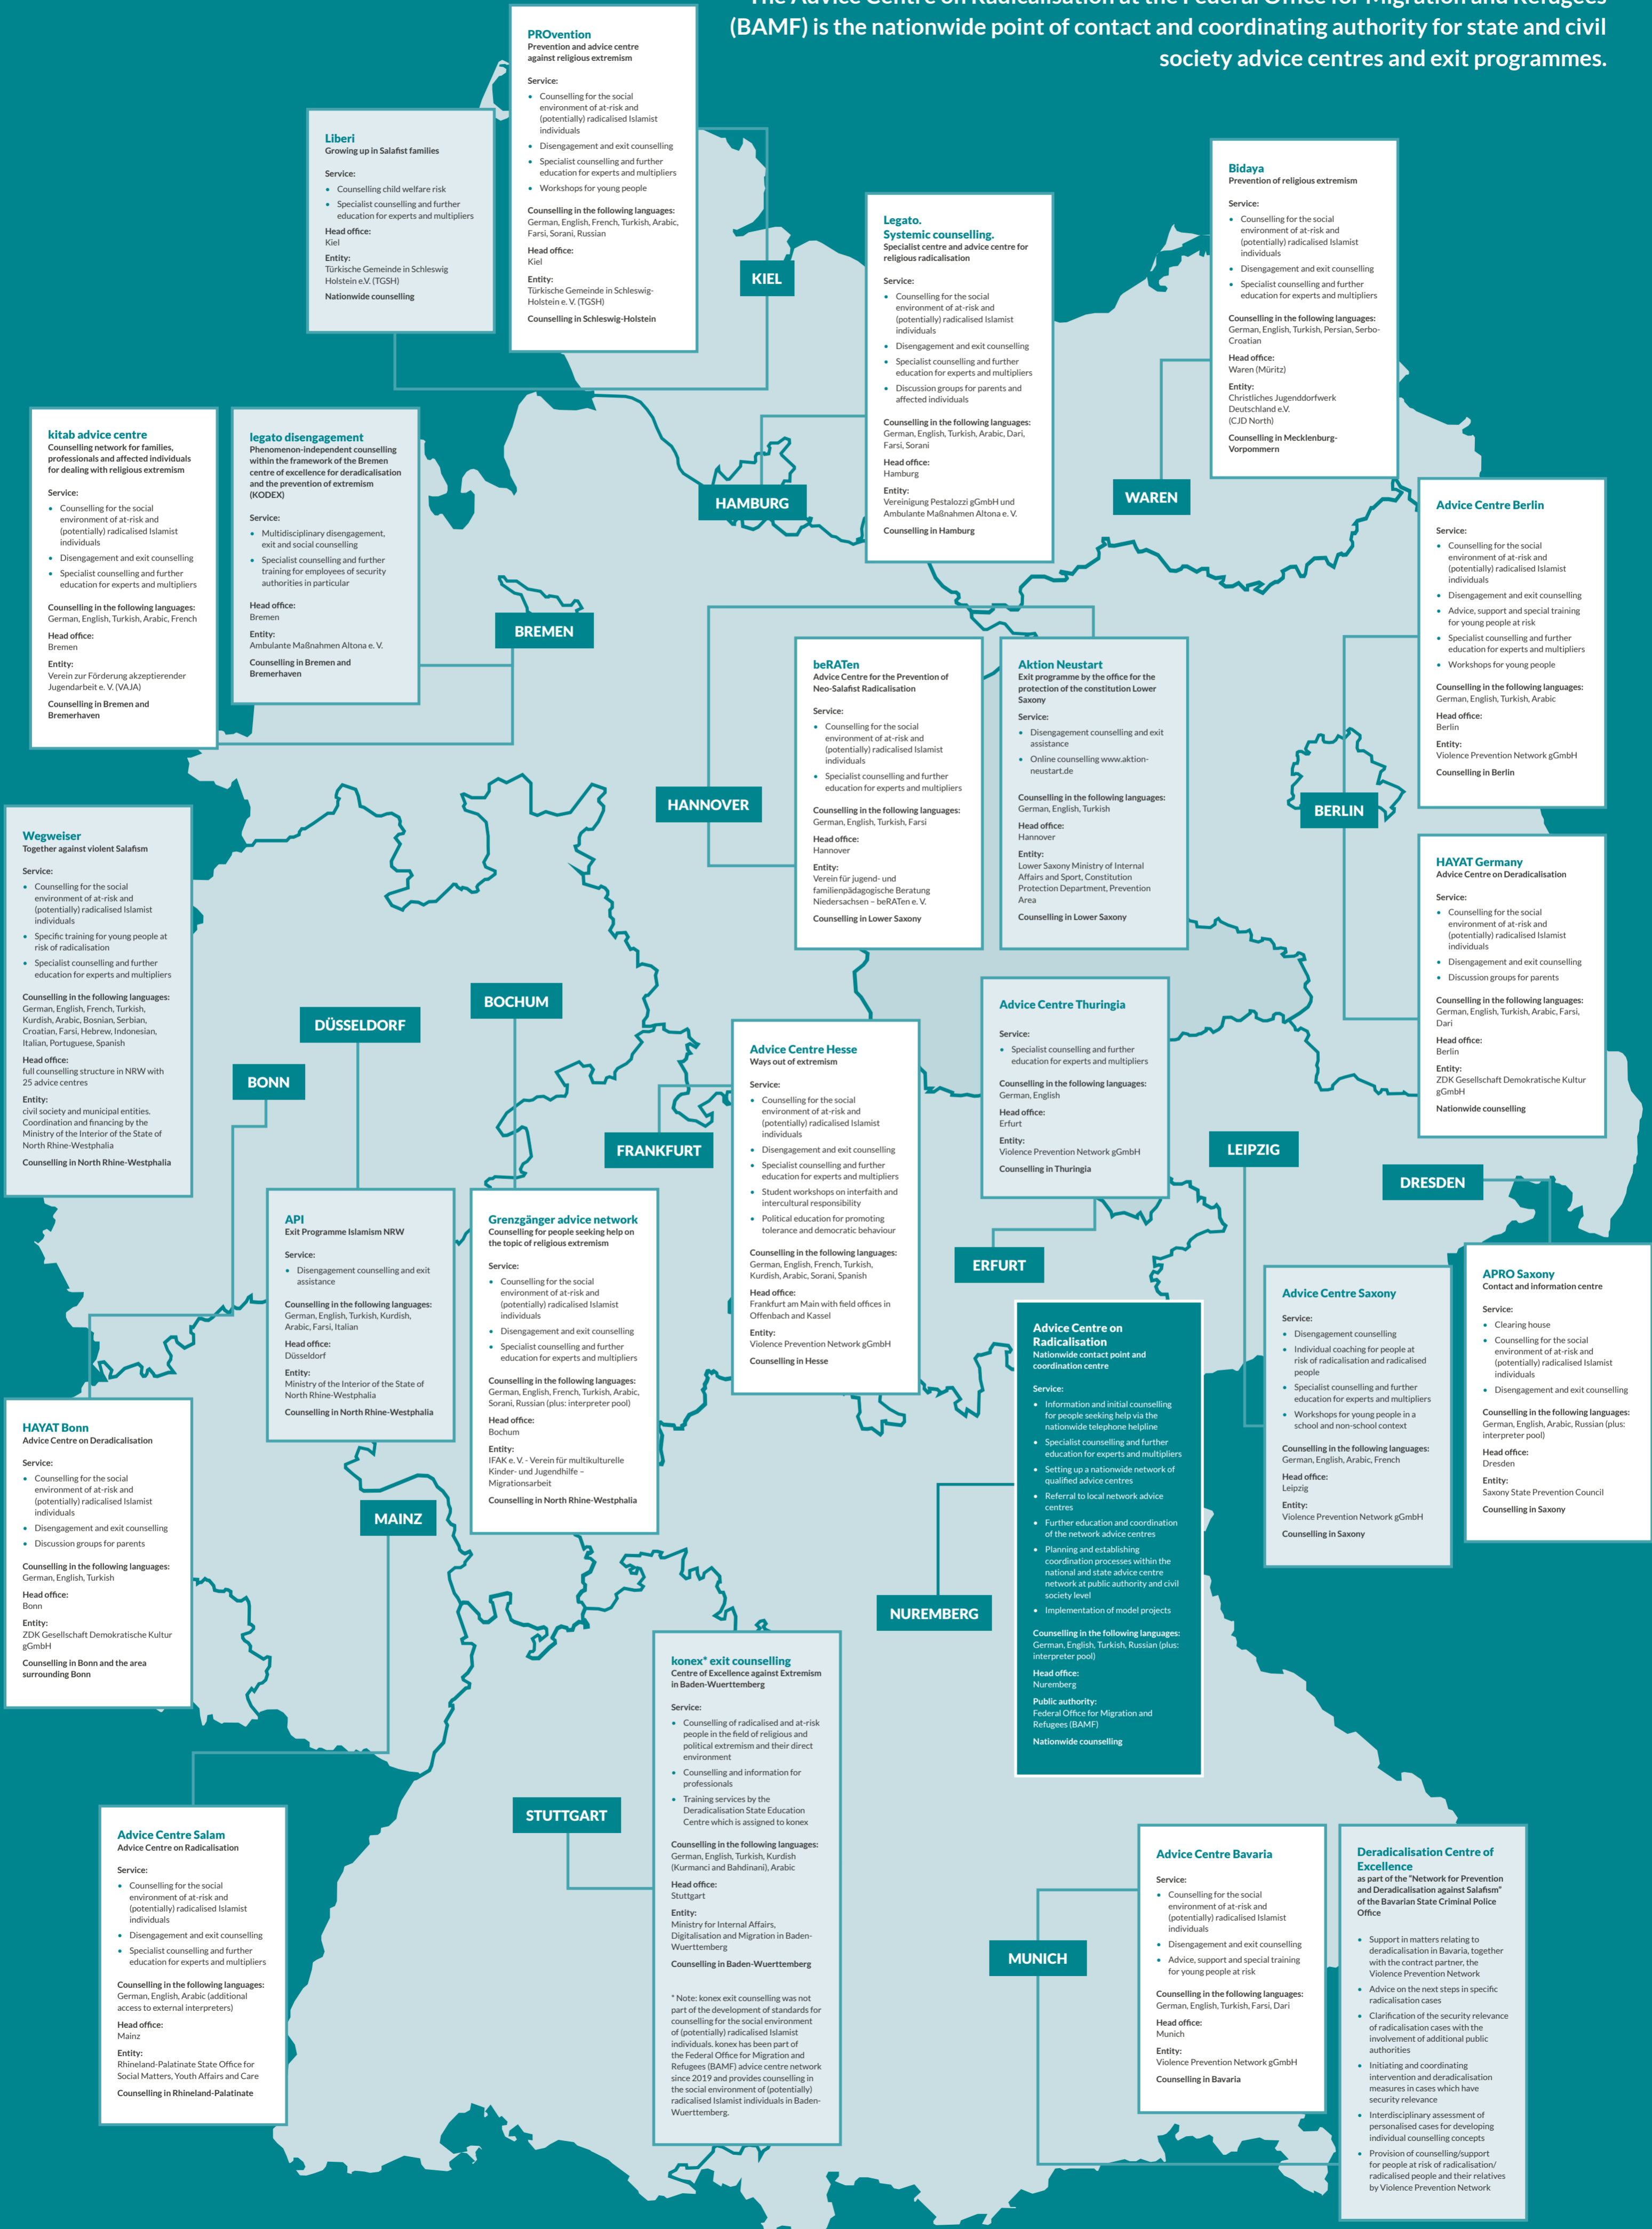 The Advice Centre on Radicalisation at the Federal Office for Migration and Refugees
(BAMF) is the nationwide point of contact and coordinating authority for state and civil
society advice centres and exit programmes.
PROvention
Prevention and advice centre
against religious extremism
Service:
• Counselling for the social
environment of at-risk and
(potentially) radicalised Islamist
individuals
• Disengagement and exit counselling
• Specialist counselling and further
education for experts and multipliers
• Workshops for young people
Counselling in the following languages:
German, English, French, Turkish, Arabic,
Farsi, Sorani, Russian
Head office:
Kiel
Entity:
Türkische Gemeinde in Schleswig-
Holstein e. V. (TGSH)
Counselling in Schleswig-Holstein
Liberi
Growing up in Salafist families
Service:
• Counselling child welfare risk
• Specialist counselling and further
education for experts and multipliers
Head office:
Kiel
Entity:
Türkische Gemeinde in Schleswig
Holstein e.V. (TGSH)
Nationwide counselling
KIEL
Legato.
Systemic counselling.
Specialist centre and advice centre for
religious radicalisation
Service:
• Counselling for the social
environment of at-risk and
(potentially) radicalised Islamist
individuals
• Disengagement and exit counselling
• Specialist counselling and further
education for experts and multipliers
• Discussion groups for parents and
affected individuals
Counselling in the following languages:
German, English, Turkish, Arabic, Dari,
Farsi, Sorani
Head office:
Hamburg
Entity:
Vereinigung Pestalozzi gGmbH und
Ambulante Maßnahmen Altona e. V.
Counselling in Hamburg
HAMBURG
Bidaya
Prevention of religious extremism
Service:
• Counselling for the social
environment of at-risk and
(potentially) radicalised Islamist
individuals
• Disengagement and exit counselling
• Specialist counselling and further
education for experts and multipliers
Counselling in the following languages:
German, English, Turkish, Persian, Serbo-
Croatian
Head office:
Waren (Müritz)
Entity:
Christliches Jugenddorfwerk
Deutschland e.V.
(CJD North)
Counselling in Mecklenburg-
Vorpommern
WAREN
kitab advice centre
Counselling network for families,
professionals and affected individuals
for dealing with religious extremism
Service:
• Counselling for the social
environment of at-risk and
(potentially) radicalised Islamist
individuals
• Disengagement and exit counselling
• Specialist counselling and further
education for experts and multipliers
Counselling in the following languages:
German, English, Turkish, Arabic, French
Head office:
Bremen
Entity:
Verein zur Förderung akzeptierender
Jugendarbeit e. V. (VAJA)
Counselling in Bremen and
Bremerhaven
legato disengagement
Phenomenon-independent counselling
within the framework of the Bremen
centre of excellence for deradicalisation
and the prevention of extremism
(KODEX)
Service:
• Multidisciplinary disengagement,
exit and social counselling
• Specialist counselling and further
training for employees of security
authorities in particular
Head office:
Bremen
Entity:
Ambulante Maßnahmen Altona e. V.
Counselling in Bremen and
Bremerhaven
BREMEN
Advice Centre Berlin
Service:
• Counselling for the social
environment of at-risk and
(potentially) radicalised Islamist
individuals
• Disengagement and exit counselling
• Advice, support and special training
for young people at risk
• Specialist counselling and further
education for experts and multipliers
• Workshops for young people
Counselling in the following languages:
German, English, Turkish, Arabic
Head office:
Berlin
Entity:
Violence Prevention Network gGmbH
Counselling in Berlin
BERLIN
beRATen
Advice Centre for the Prevention of
Neo-Salafist Radicalisation
Service:
• Counselling for the social
environment of at-risk and
(potentially) radicalised Islamist
individuals
• Specialist counselling and further
education for experts and multipliers
Counselling in the following languages:
German, English, Turkish, Farsi
Head office:
Hannover
Entity:
Verein für jugend- und
familienpädagogische Beratung
Niedersachsen – beRATen e. V.
Counselling in Lower Saxony
Aktion Neustart
Exit programme by the office for the
protection of the constitution Lower
Saxony
Service:
• Disengagement counselling and exit
assistance
• Online counselling www.aktion-
neustart.de
Counselling in the following languages:
German, English, Turkish
Head office:
Hannover
Entity:
Lower Saxony Ministry of Internal
Affairs and Sport, Constitution
Protection Department, Prevention
Area
Counselling in Lower Saxony
HANNOVER
Wegweiser
Together against violent Salafism
Service:
• Counselling for the social
environment of at-risk and
(potentially) radicalised Islamist
individuals
• Specific training for young people at
risk of radicalisation
• Specialist counselling and further
education for experts and multipliers
Counselling in the following languages:
German, English, French, Turkish,
Kurdish, Arabic, Bosnian, Serbian,
Croatian, Farsi, Hebrew, Indonesian,
Italian, Portuguese, Spanish
Head office:
full counselling structure in NRW with
25 advice centres
Entity:
civil society and municipal entities.
Coordination and financing by the
Ministry of the Interior of the State of
North Rhine-Westphalia
Counselling in North Rhine-Westphalia
HAYAT Germany
Advice Centre on Deradicalisation
Service:
• Counselling for the social
environment of at-risk and
(potentially) radicalised Islamist
individuals
• Disengagement and exit counselling
• Discussion groups for parents
Counselling in the following languages:
German, English, Turkish, Arabic, Farsi,
Dari
Head office:
Berlin
Entity:
ZDK Gesellschaft Demokratische Kultur
gGmbH
Nationwide counselling
BOCHUM
DÜSSELDORF
BONN
FRANKFURT
Advice Centre Hesse
Ways out of extremism
Service:
• Counselling for the social
environment of at-risk and
(potentially) radicalised Islamist
individuals
• Disengagement and exit counselling
• Specialist counselling and further
education for experts and multipliers
• Student workshops on interfaith and
intercultural responsibility
• Political education for promoting
tolerance and democratic behaviour
Counselling in the following languages:
German, English, French, Turkish,
Kurdish, Arabic, Sorani, Spanish
Head office:
Frankfurt am Main with field offices in
Offenbach and Kassel
Entity:
Violence Prevention Network gGmbH
Counselling in Hesse
Advice Centre Thuringia
Service:
• Specialist counselling and further
education for experts and multipliers
Counselling in the following languages:
German, English
Head office:
Erfurt
Entity:
Violence Prevention Network gGmbH
Counselling in Thuringia
ERFURT
LEIPZIG
DRESDEN
API
Exit Programme Islamism NRW
Service:
• Disengagement counselling and exit
assistance
Counselling in the following languages:
German, English, Turkish, Kurdish,
Arabic, Farsi, Italian
Head office:
Düsseldorf
Entity:
Ministry of the Interior of the State of
North Rhine-Westphalia
Counselling in North Rhine-Westphalia
Grenzgänger advice network
Counselling for people seeking help on
the topic of religious extremism
Service:
• Counselling for the social
environment of at-risk and
(potentially) radicalised Islamist
individuals
• Disengagement and exit counselling
• Specialist counselling and further
education for experts and multipliers
Counselling in the following languages:
German, English, French, Turkish, Arabic,
Sorani, Russian (plus: interpreter pool)
Head office:
Bochum
Entity:
IFAK e. V. - Verein für multikulturelle
Kinder- und Jugendhilfe –
Migrationsarbeit
Counselling in North Rhine-Westphalia
Advice Centre on
Radicalisation
Nationwide contact point and
coordination centre
Service:
• Information and initial counselling
for people seeking help via the
nationwide telephone helpline
• Specialist counselling and further
education for experts and multipliers
• Setting up a nationwide network of
qualified advice centres
• Referral to local network advice
centres
• Further education and coordination
of the network advice centres
• Planning and establishing
coordination processes within the
national and state advice centre
network at public authority and civil
society level
• Implementation of model projects
Counselling in the following languages:
German, English, Turkish, Russian (plus:
interpreter pool)
Head office:
Nuremberg
Public authority:
Federal Office for Migration and
Refugees (BAMF)
Nationwide counselling
NUREMBERG
Advice Centre Saxony
Service:
• Disengagement counselling
• Individual coaching for people at
risk of radicalisation and radicalised
people
• Specialist counselling and further
education for experts and multipliers
• Workshops for young people in a
school and non-school context
Counselling in the following languages:
German, English, Arabic, French
Head office:
Leipzig
Entity:
Violence Prevention Network gGmbH
Counselling in Saxony
APRO Saxony
Contact and information centre
Service:
• Clearing house
• Counselling for the social
environment of at-risk and
(potentially) radicalised Islamist
individuals
• Disengagement and exit counselling
Counselling in the following languages:
German, English, Arabic, Russian (plus:
interpreter pool)
Head office:
Dresden
Entity:
Saxony State Prevention Council
Counselling in Saxony
HAYAT Bonn
Advice Centre on Deradicalisation
Service:
• Counselling for the social
environment of at-risk and
(potentially) radicalised Islamist
individuals
• Disengagement and exit counselling
• Discussion groups for parents
Counselling in the following languages:
German, English, Turkish
Head office:
Bonn
Entity:
ZDK Gesellschaft Demokratische Kultur
gGmbH
Counselling in Bonn and the area
surrounding Bonn
MAINZ
konex* exit counselling
Centre of Excellence against Extremism
in Baden-Wuerttemberg
Service:
• Counselling of radicalised and at-risk
people in the field of religious and
political extremism and their direct
environment
• Counselling and information for
professionals
• Training services by the
Deradicalisation State Education
Centre which is assigned to konex
Counselling in the following languages:
German, English, Turkish, Kurdish
(Kurmanci and Bahdinani), Arabic
Head office:
Stuttgart
Entity:
Ministry for Internal Affairs,
Digitalisation and Migration in Baden-
Wuerttemberg
Counselling in Baden-Wuerttemberg
* Note: konex exit counselling was not
part of the development of standards for
counselling for the social environment
of (potentially) radicalised Islamist
individuals. konex has been part of
the Federal Office for Migration and
Refugees (BAMF) advice centre network
since 2019 and provides counselling in
the social environment of (potentially)
radicalised Islamist individuals in Baden-
Wuerttemberg.
STUTTGART
Advice Centre Salam
Advice Centre on Radicalisation
Service:
• Counselling for the social
environment of at-risk and
(potentially) radicalised Islamist
individuals
• Disengagement and exit counselling
• Specialist counselling and further
education for experts and multipliers
Counselling in the following languages:
German, English, Arabic (additional
access to external interpreters)
Head office:
Mainz
Entity:
Rhineland-Palatinate State Office for
Social Matters, Youth Affairs and Care
Counselling in Rhineland-Palatinate
MUNICH
Advice Centre Bavaria
Service:
• Counselling for the social
environment of at-risk and
(potentially) radicalised Islamist
individuals
• Disengagement and exit counselling
• Advice, support and special training
for young people at risk
Counselling in the following languages:
German, English, Turkish, Farsi, Dari
Head office:
Munich
Entity:
Violence Prevention Network gGmbH
Counselling in Bavaria
Deradicalisation Centre of
Excellence
as part of the "Network for Prevention
and Deradicalisation against Salafism"
of the Bavarian State Criminal Police
Office
• Support in matters relating to
deradicalisation in Bavaria, together
with the contract partner, the
Violence Prevention Network
• Advice on the next steps in specific
radicalisation cases
• Clarification of the security relevance
of radicalisation cases with the
involvement of additional public
authorities
• Initiating and coordinating
intervention and deradicalisation
measures in cases which have
security relevance
• Interdisciplinary assessment of
personalised cases for developing
individual counselling concepts
• Provision of counselling/support
for people at risk of radicalisation/
radicalised people and their relatives
by Violence Prevention Network